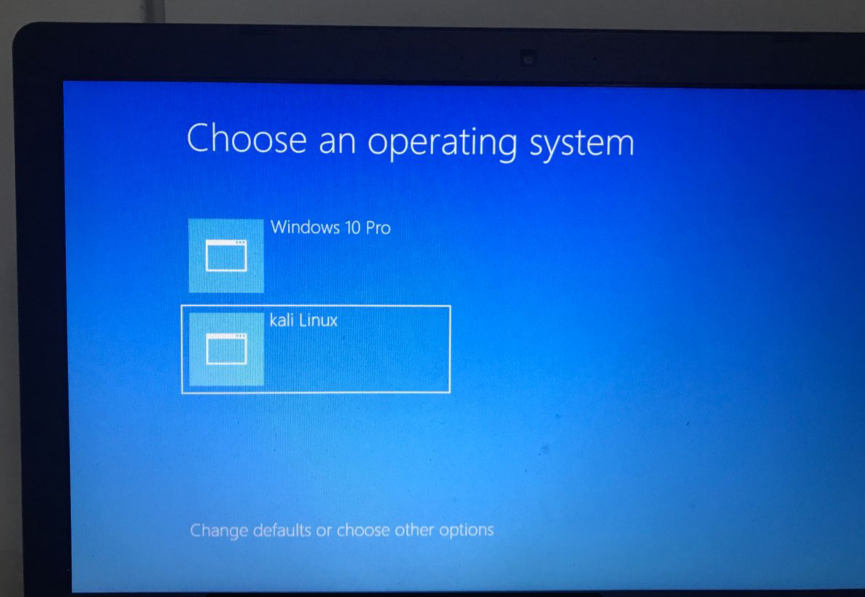 Choose an operating system
Windows 10 Pro
kali Linux
Change defaults or choose other options